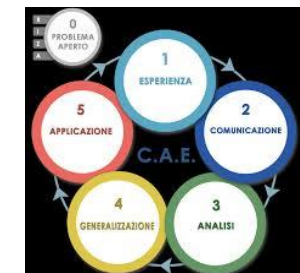 0
PROBLEMA
APERTO
1
ESPERIENZA
2
COMUNICAZIONE
3
ANALISI
4
GENERALIZZAZIONE
5
APPLICAZIONE
C.A.E.